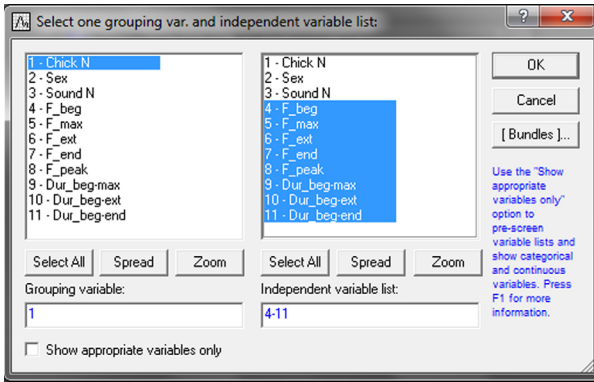 Select one grouping var. and independent variable list:
?
X
1 - Chick N
2 - Sex
3 - Sound N
4 - F_beg
5 - F_max
6 - F_ext
7 - F_end
8 - F_peak
9 - Dur_beg-max
10 - Dur_beg-ext
11 - Dur_beg-end
1 - Chick N
2 - Sex
3 - Sound N
4 - F_beg
5 - F_max
6 - F_ext
7 - F_end
8 - F_peak
9 - Dur_beg-max
10 - Dur_beg-ext
11 - Dur_beg-end
OK
Cancel
[ Bundles ]...
Use the "Show
appropriate
variables only"
option to
pre-screen
variable lists and
show categorical
and continuous
variables. Press
F1 for more
information.
Select All
Spread
Zoom
Select All
Spread
Zoom
Grouping variable:
Independent variable list:
1
4-11
Show appropriate variables only